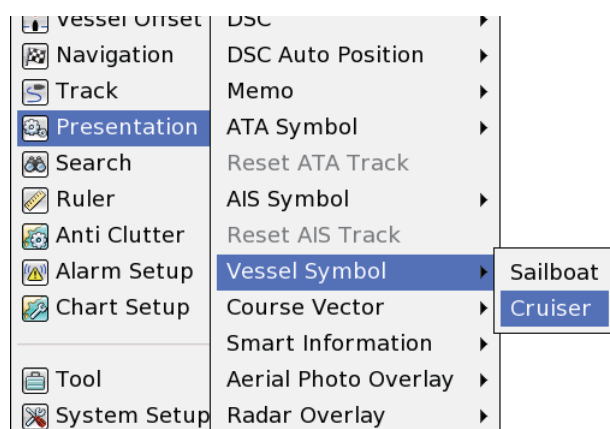 Vessel Offset
Navigation
Track
Presentation
Search
Ruler
Anti Clutter
Alarm Setup
Chart Setup
Tool
System Setup
DSC
DSC Auto Position
Memo
ATA Symbol
Reset ATA Track
AIS Symbol
Reset AIS Track
Vessel Symbol
Course Vector
Smart Information
Aerial Photo Overlay
Radar Overlay
Sailboat
Cruiser